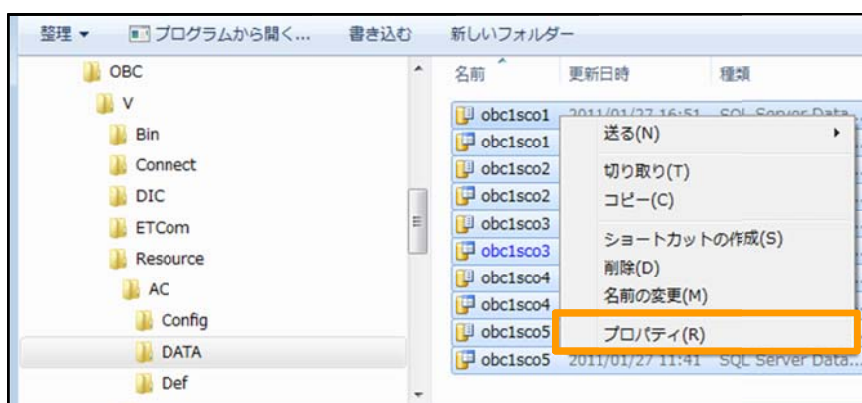 整理 ▼ プログラムから開く... 書き込む 新しいフォルダー
OBC
V
Bin
Connect
DIC
ETCom
Resource
AC
Config
DATA
Def
名前 更新日時 種類
obc1sco1 2011/01/27 16:51 SQL Server Data...
obc1sco1
obc1sco2
obc1sco2
obc1sco3
obc1sco3
obc1sco4
obc1sco4
obc1sco5
obc1sco5 2011/01/27 11:41 SQL Server Data...
送る(N)
切り取り(T)
コピー(C)
ショートカットの作成(S)
削除(D)
名前の変更(M)
プロパティ(R)